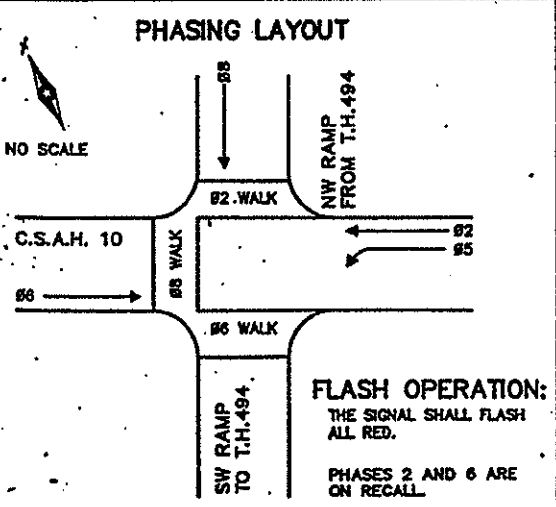 PHASING LAYOUT
NO SCALE
Ø8
NW RAMP
FROM T.H.494
Ø2 WALK
C.S.A.H. 10
Ø8 WALK
Ø2
Ø5
Ø6
Ø6 WALK
SW RAMP
TO T.H.494
FLASH OPERATION:
THE SIGNAL SHALL FLASH
ALL RED.
PHASES 2 AND 6 ARE
ON RECALL